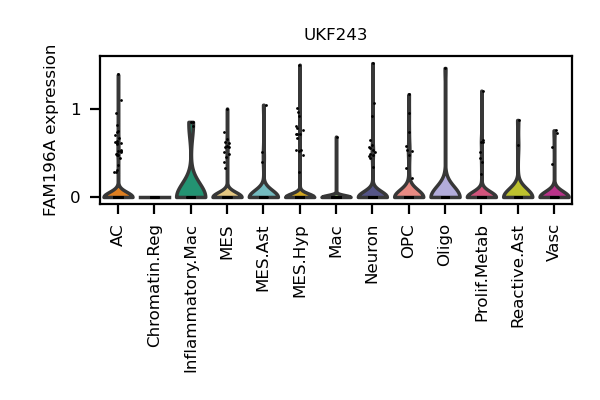 UKF243
FAM196A expression
1
0
AC
Chromatin.Reg
Inflammatory.Mac
MES
MES.Ast
MES.Hyp
Mac
Neuron
OPC
Oligo
Prolif.Metab
Reactive.Ast
Vasc